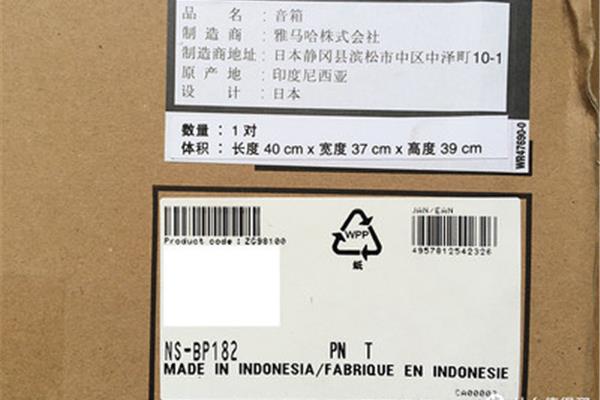 品 名 : 音箱
制 造 商 : 雅马哈株式会社
制造商地址 : 日本静冈县滨松市中区中泽町10-1
原 产 地 : 印度尼西亚
设 计 : 日本
数量 : 1 对
体积 : 长度 40 cm x 宽度 37 cm x 高度 39 cm
WR47690-0
JAN/EAN
WPP
紙
Product code : ZG98100
4957812542326
NS-BP182 PN T
MADE IN INDONESIA/FABRIQUE EN INDONESIE